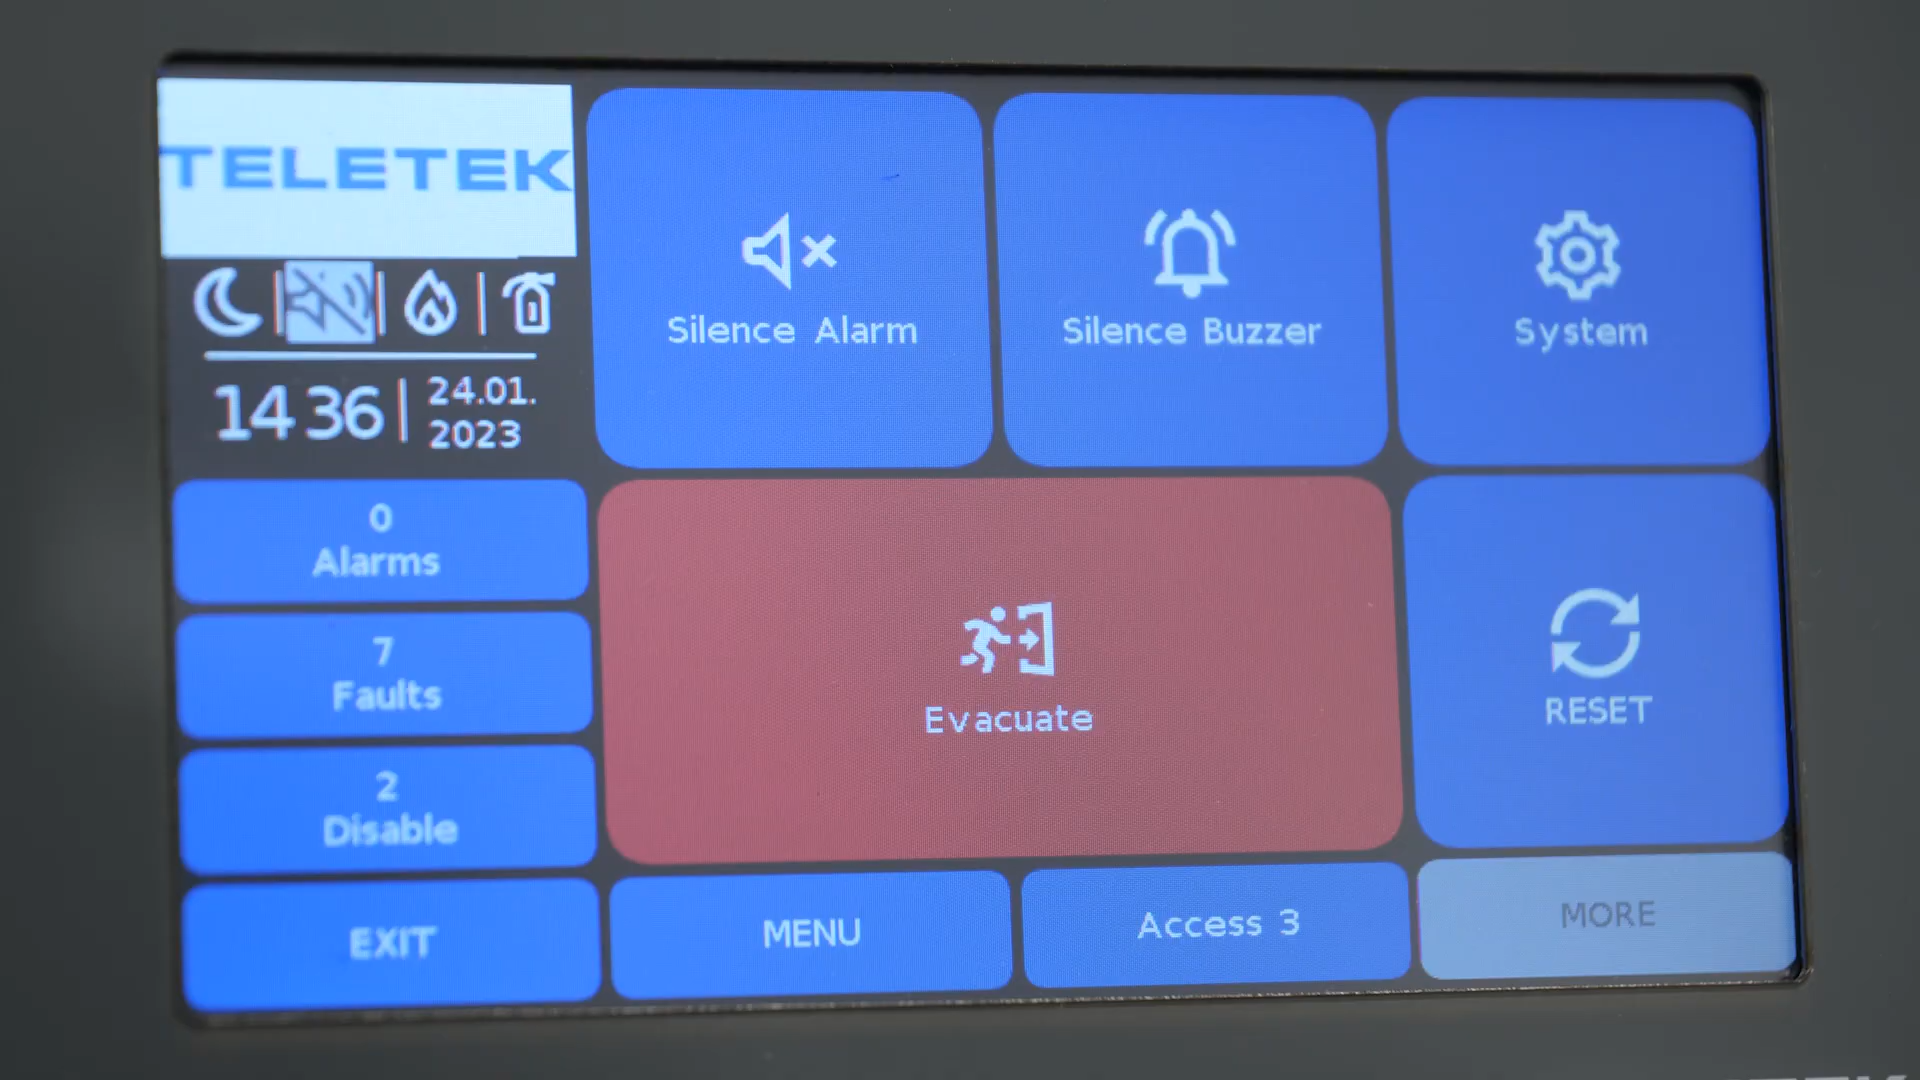 TELETEK
14 36
24.01.
2023
Silence Alarm
Silence Buzzer
System
0
Alarms
7
Faults
2
Disable
Evacuate
RESET
EXIT
MENU
Access 3
MORE